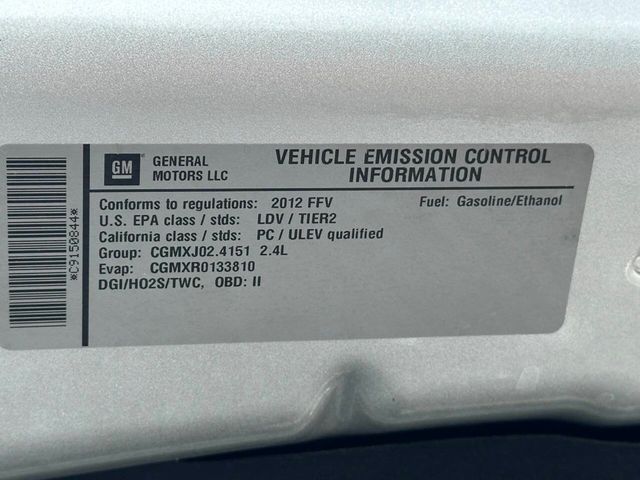 GM
GENERAL
MOTORS LLC
VEHICLE EMISSION CONTROL
INFORMATION
Conforms to regulations: 2012 FFV
Fuel: Gasoline/Ethanol
U.S. EPA class / stds: LDV / TIER2
California class / stds: PC / ULEV qualified
Group: CGMXJ02.4151 2.4L
Evap: CGMXR0133810
DGI/HO2S/TWC, OBD: II
*C9150844*